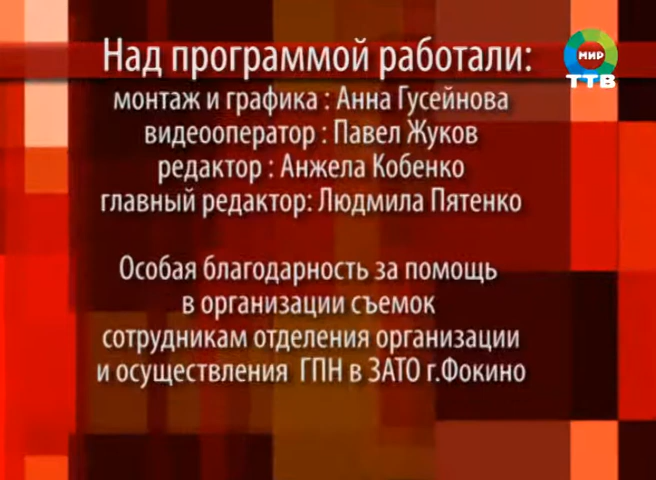 Над программой работали:
МИР
ТТВ
монтаж и графика : Анна Гусейнова
видеооператор : Павел Жуков
редактор : Анжела Кобенко
главный редактор: Людмила Пятенко
Особая благодарность за помощь
в организации съемок
сотрудникам отделения организации
и осуществления ГПН в ЗАТО г.Фокино